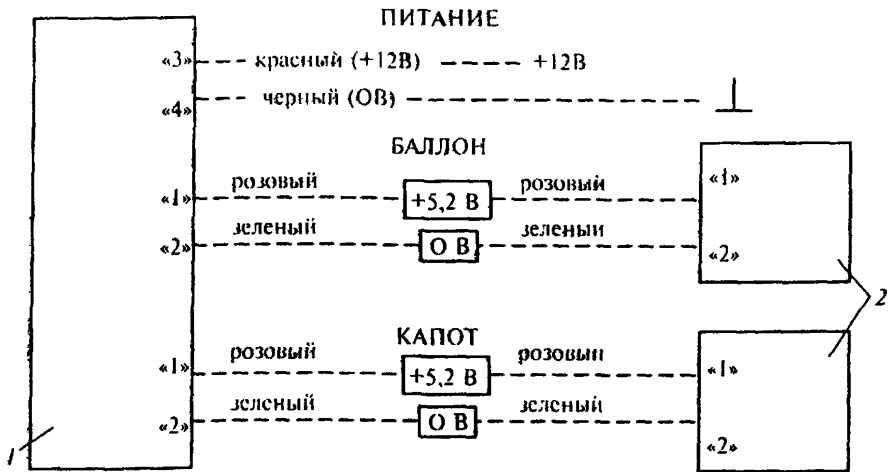 ПИТАНИЕ
«3» красный (+12В) +12В
«4» черный (ОВ)
БАЛЛОН
«1» розовый +5,2 В розовый «1»
«2» зеленый О В зеленый «2»
2
КАПОТ
«1» розовый +5,2 В розовый «1»
«2» зеленый О В зеленый «2»
1